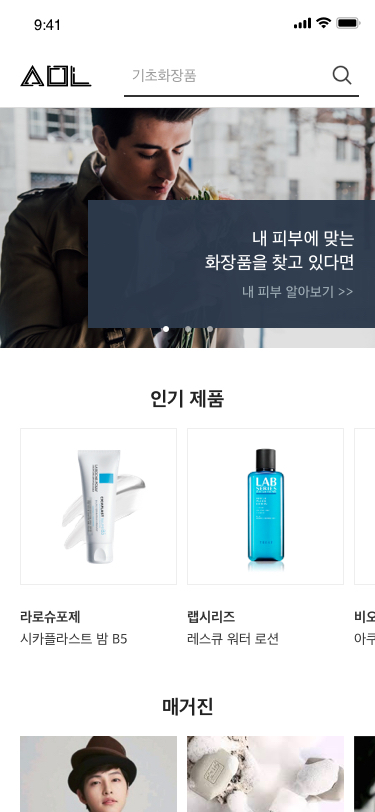 9:41
AOL
기초화장품
내 피부에 맞는
화장품을 찾고 있다면
내 피부 알아보기 >>
인기 제품
LAB
SERIES
라로슈포제
시카플라스트 밤 B5
랩시리즈
레스큐 워터 로션
비오
아쿠
매거진